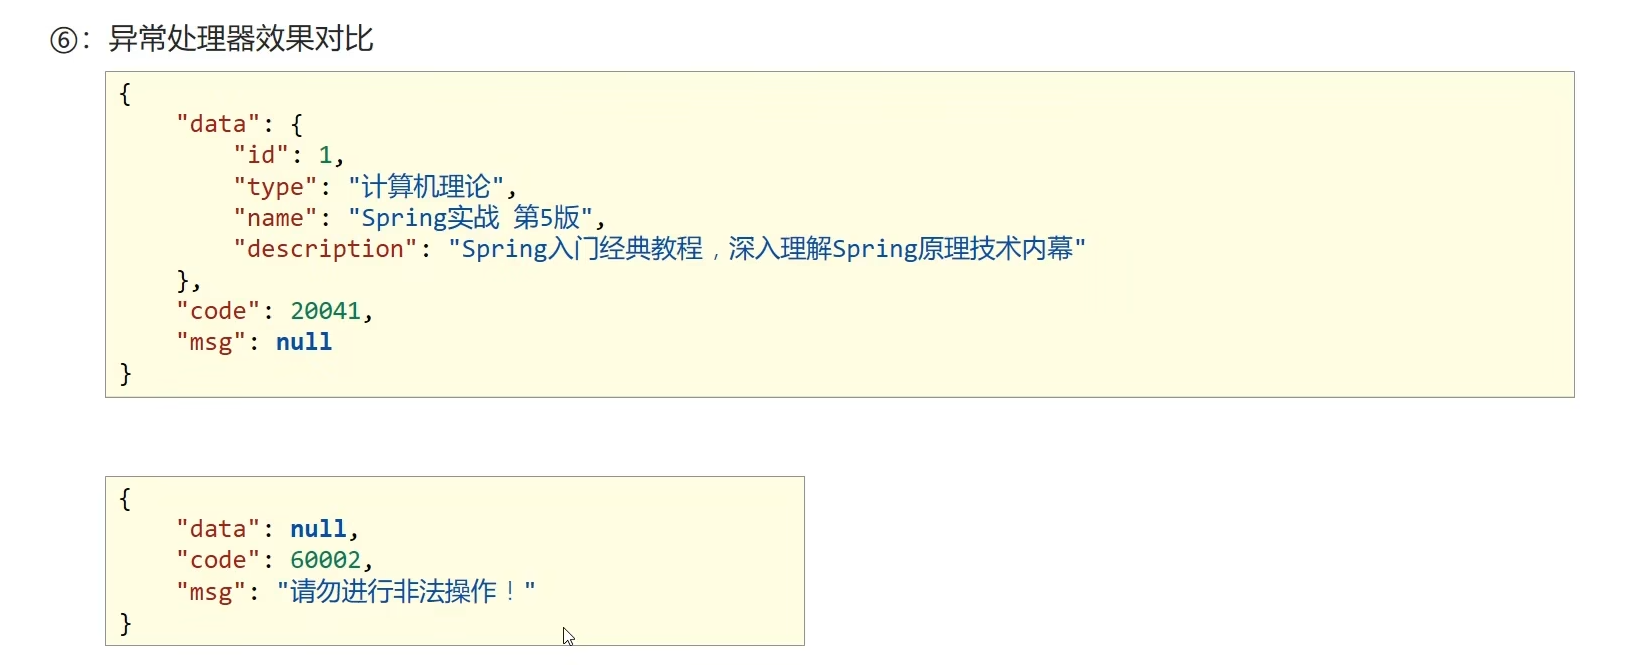 ⑥：异常处理器效果对比
{
    "data": {
        "id": 1,
        "type": "计算机理论",
        "name": "Spring实战 第5版",
        "description": "Spring入门经典教程，深入理解Spring原理技术内幕"
    },
    "code": 20041,
    "msg": null
}
{
    "data": null,
    "code": 60002,
    "msg": "请勿进行非法操作！"
}